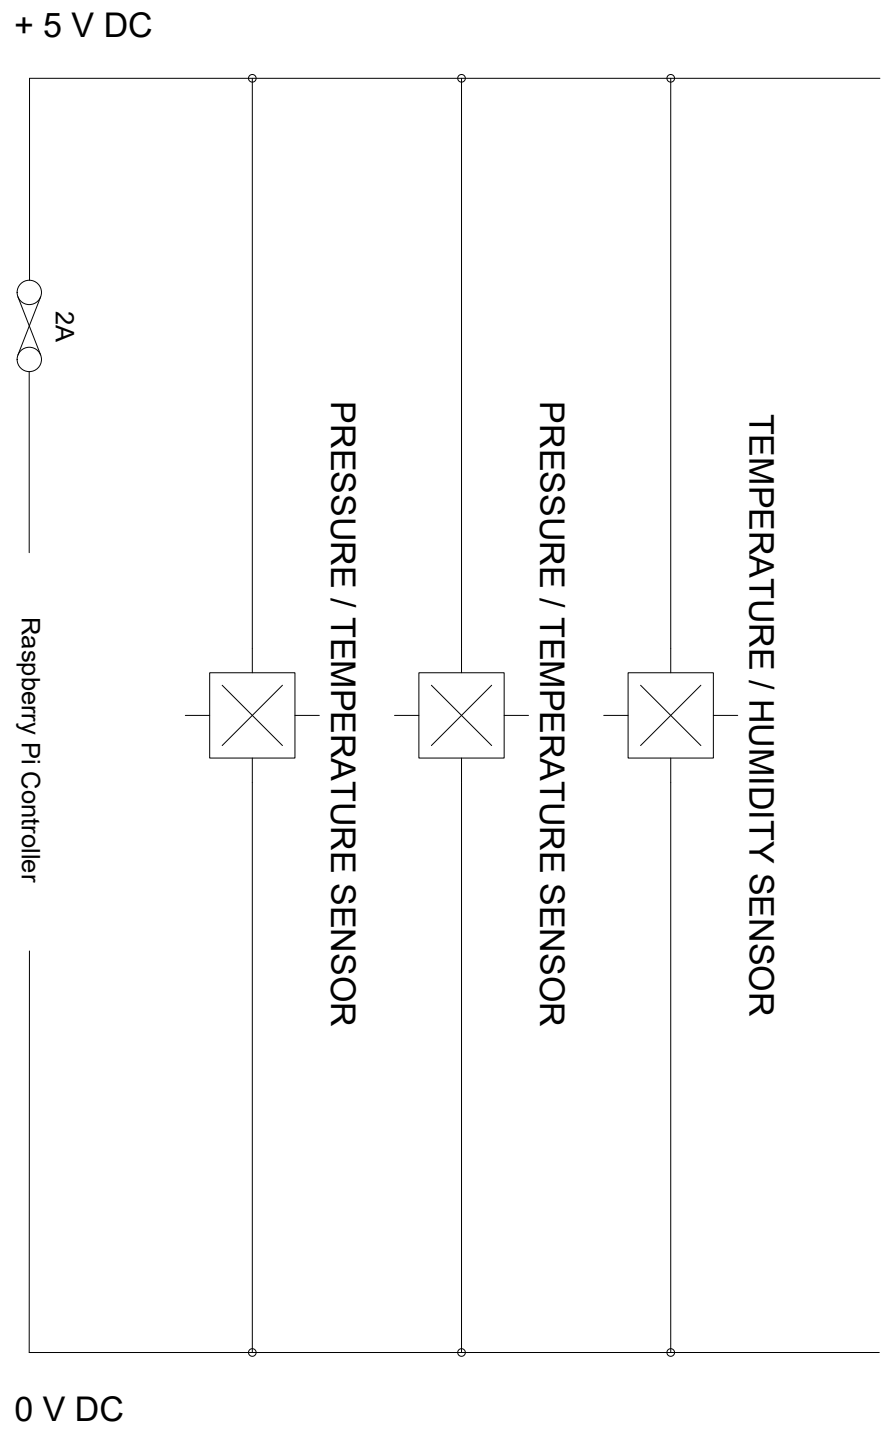 + 5 V DC
2A
Raspberry Pi Controller
PRESSURE / TEMPERATURE SENSOR
PRESSURE / TEMPERATURE SENSOR
TEMPERATURE / HUMIDITY SENSOR
0 V DC